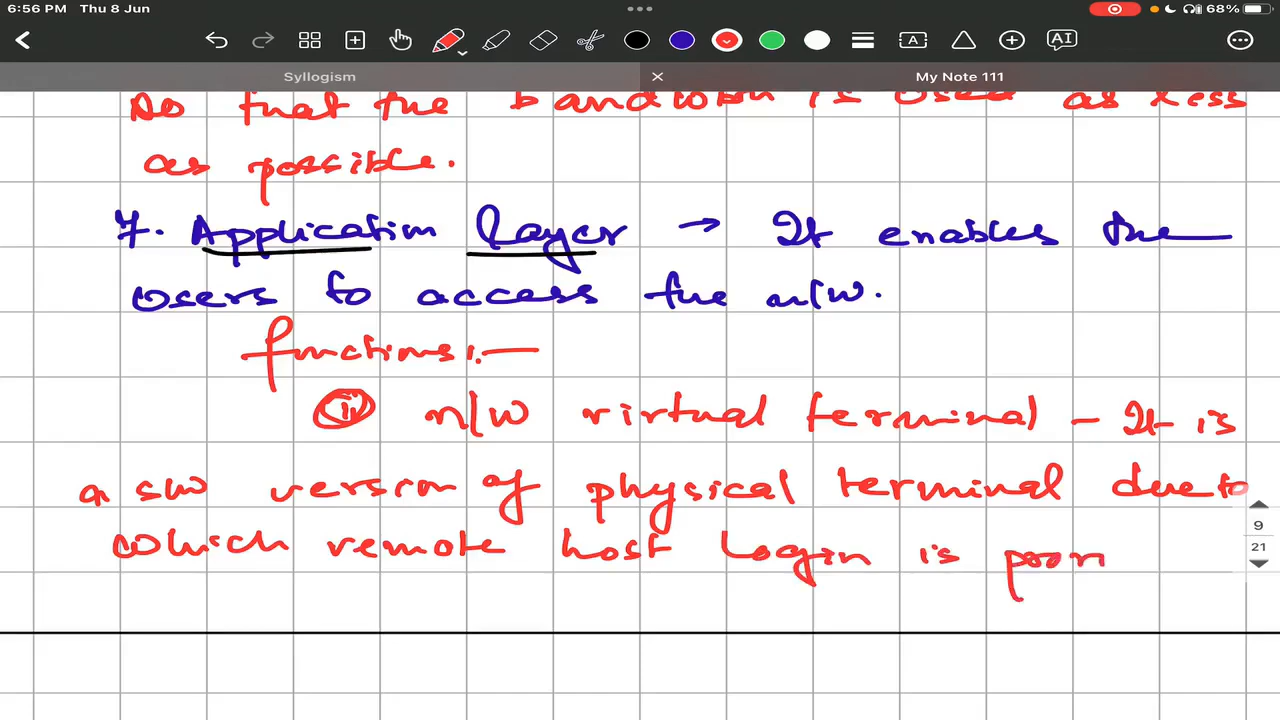 6:56 PM Thu 8 Jun
68%
A
AI
Syllogism
My Note 111
so that the bandwidth is used as less
as possible.
7. Application Layer → It enables the
users to access the n/w.
functions:—
(i) n/w virtual terminal - It is
a s/w version of physical terminal due to
which remote host login is
9
21